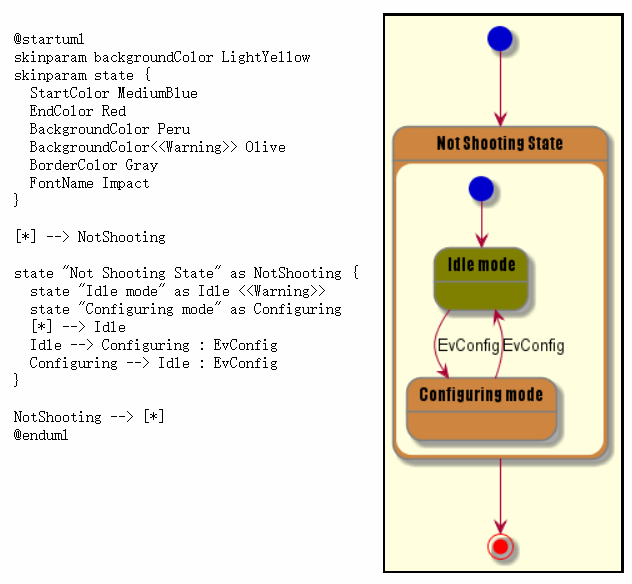 @startuml
skinparam backgroundColor LightYellow
skinparam state {
  StartColor MediumBlue
  EndColor Red
  BackgroundColor Peru
  BackgroundColor<<Warning>> Olive
  BorderColor Gray
  FontName Impact
}
[*] --> NotShooting
state "Not Shooting State" as NotShooting {
  state "Idle mode" as Idle <<Warning>>
  state "Configuring mode" as Configuring
  [*] --> Idle
  Idle --> Configuring : EvConfig
  Configuring --> Idle : EvConfig
}
NotShooting --> [*]
@enduml
Not Shooting State
Idle mode
EvConfig EvConfig
Configuring mode